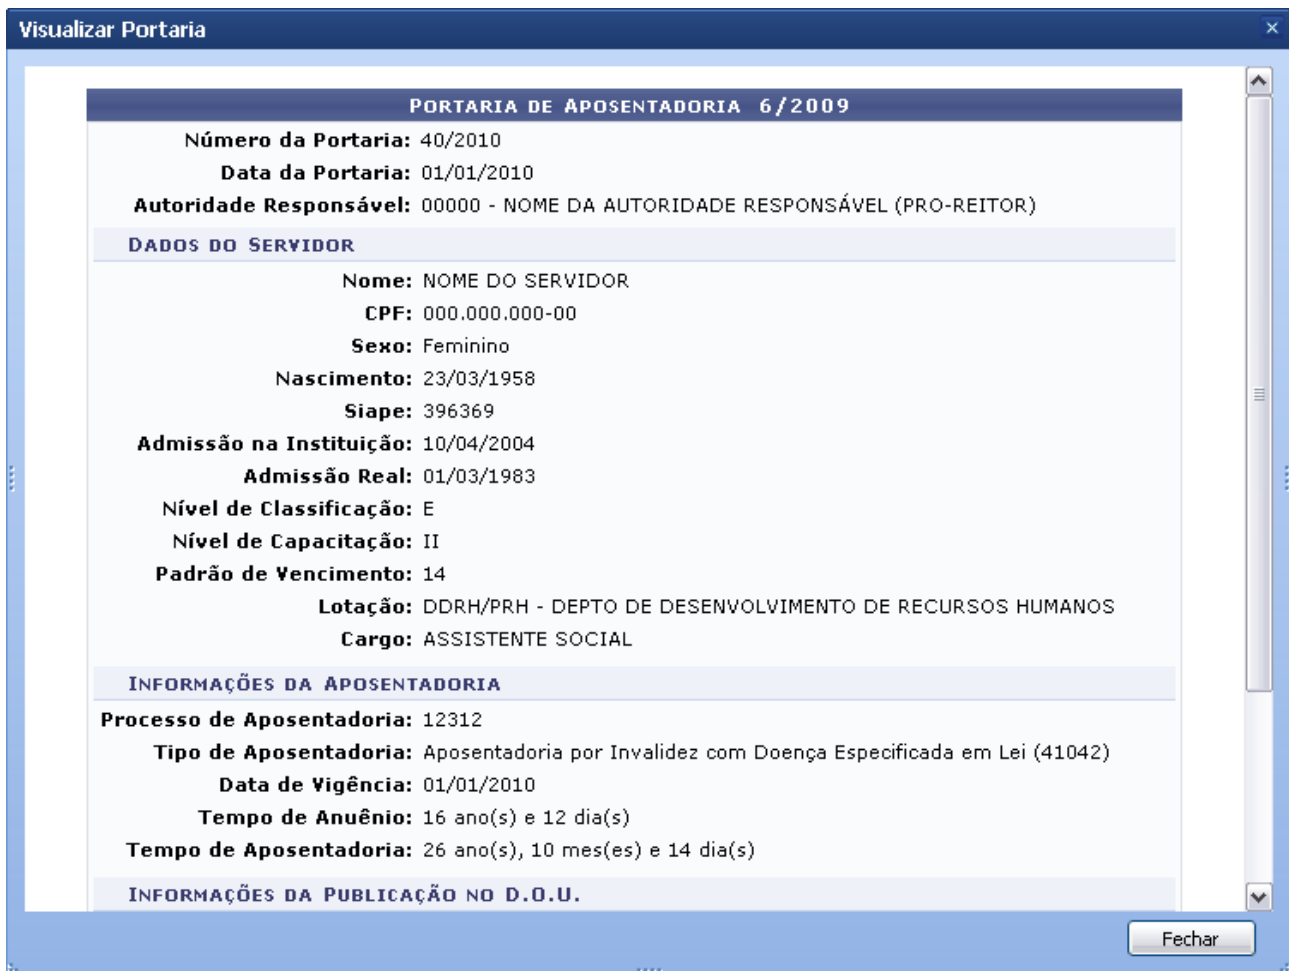 Visualizar Portaria
PORTARIA DE APOSENTADORIA 6/2009
Número da Portaria: 40/2010
Data da Portaria: 01/01/2010
Autoridade Responsável: 00000 - NOME DA AUTORIDADE RESPONSÁVEL (PRO-REITOR)
DADOS DO SERVIDOR
Nome: NOME DO SERVIDOR
CPF: 000.000.000-00
Sexo: Feminino
Nascimento: 23/03/1958
Siape: 396369
Admissão na Instituição: 10/04/2004
Admissão Real: 01/03/1983
Nível de Classificação: E
Nível de Capacitação: II
Padrão de Vencimento: 14
Lotação: DDRH/PRH - DEPTO DE DESENVOLVIMENTO DE RECURSOS HUMANOS
Cargo: ASSISTENTE SOCIAL
INFORMAÇÕES DA APOSENTADORIA
Processo de Aposentadoria: 12312
Tipo de Aposentadoria: Aposentadoria por Invalidez com Doença Especificada em Lei (41042)
Data de Vigência: 01/01/2010
Tempo de Anuênio: 16 ano(s) e 12 dia(s)
Tempo de Aposentadoria: 26 ano(s), 10 mes(es) e 14 dia(s)
INFORMAÇÕES DA PUBLICAÇÃO NO D.O.U.
Fechar